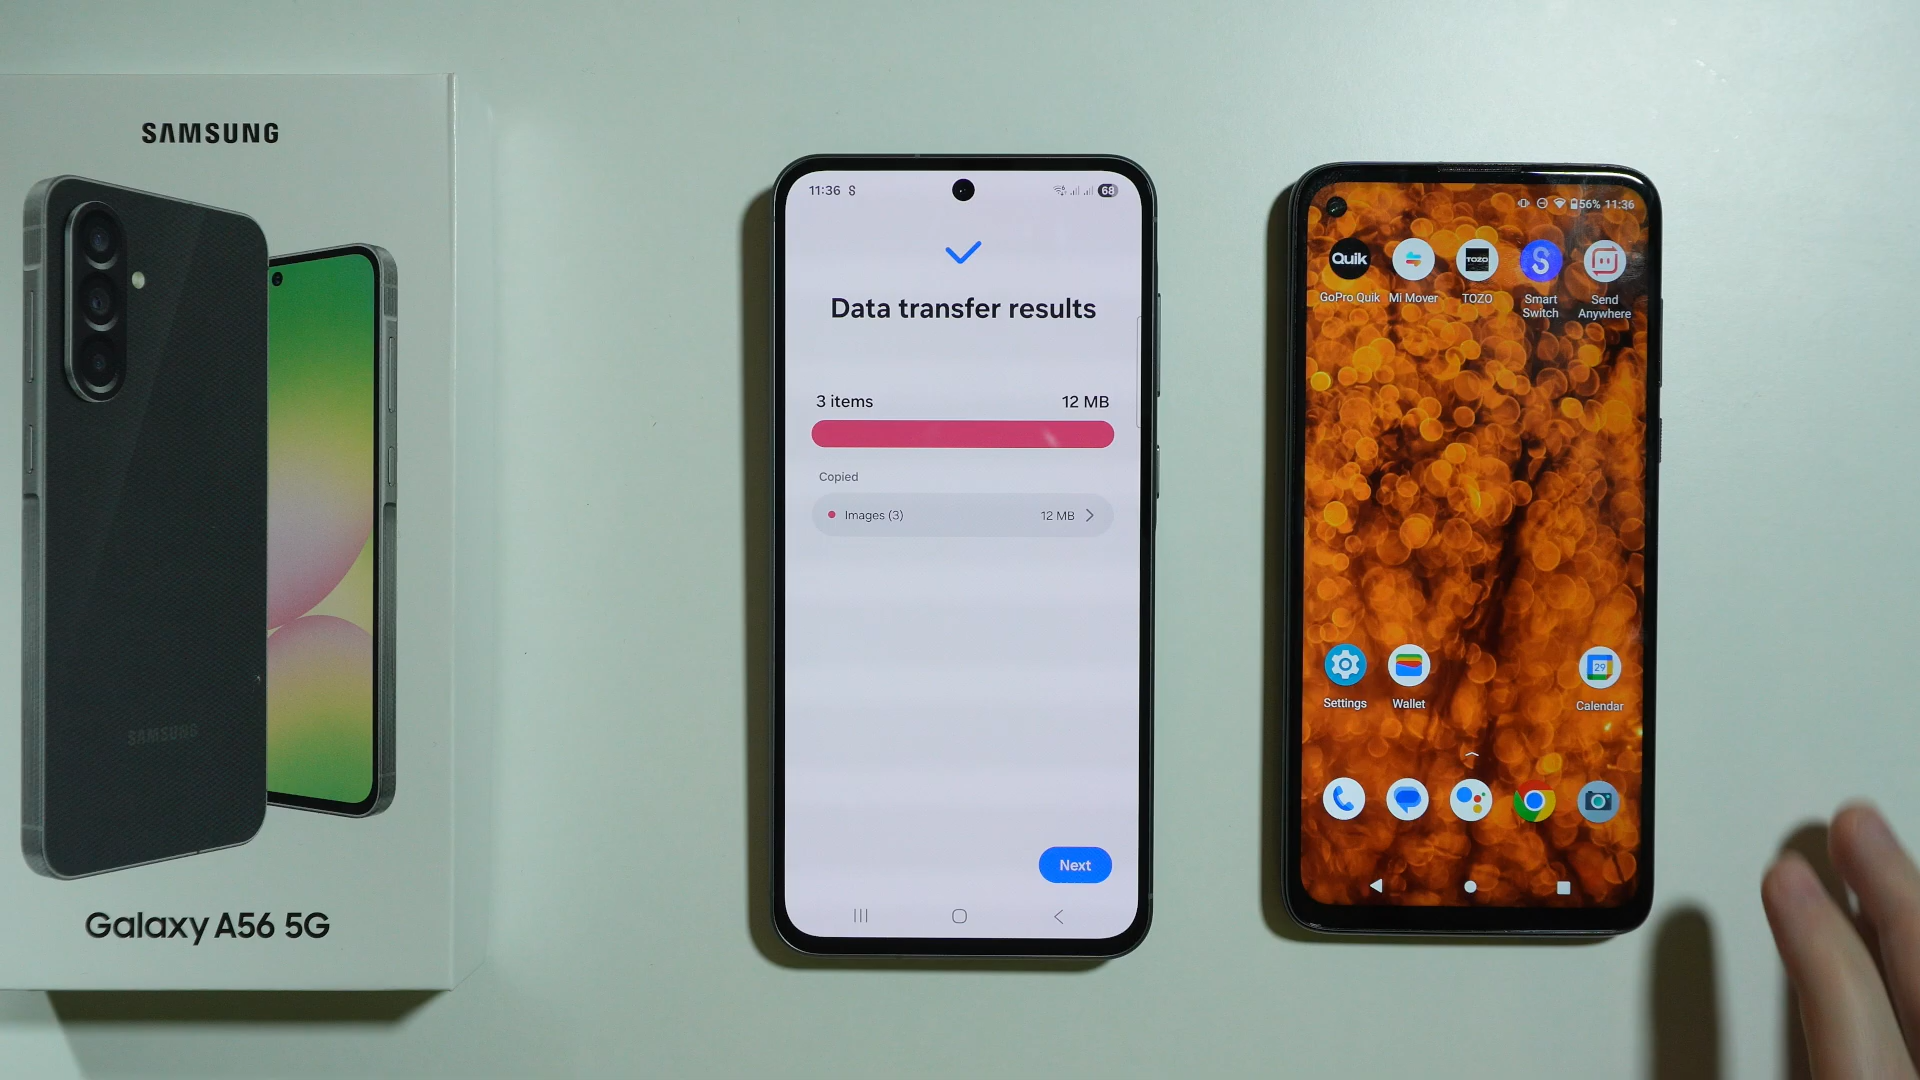 SAMSUNG
SAMSUNG
Galaxy A56 5G
11:36
68
Data transfer results
3 items
12 MB
Copied
Images (3)
12 MB
Next
56% 11:36
Quik
TOZO
S
GoPro Quik
Mi Mover
TOZO
Smart
Switch
Send
Anywhere
29
Settings
Wallet
Calendar